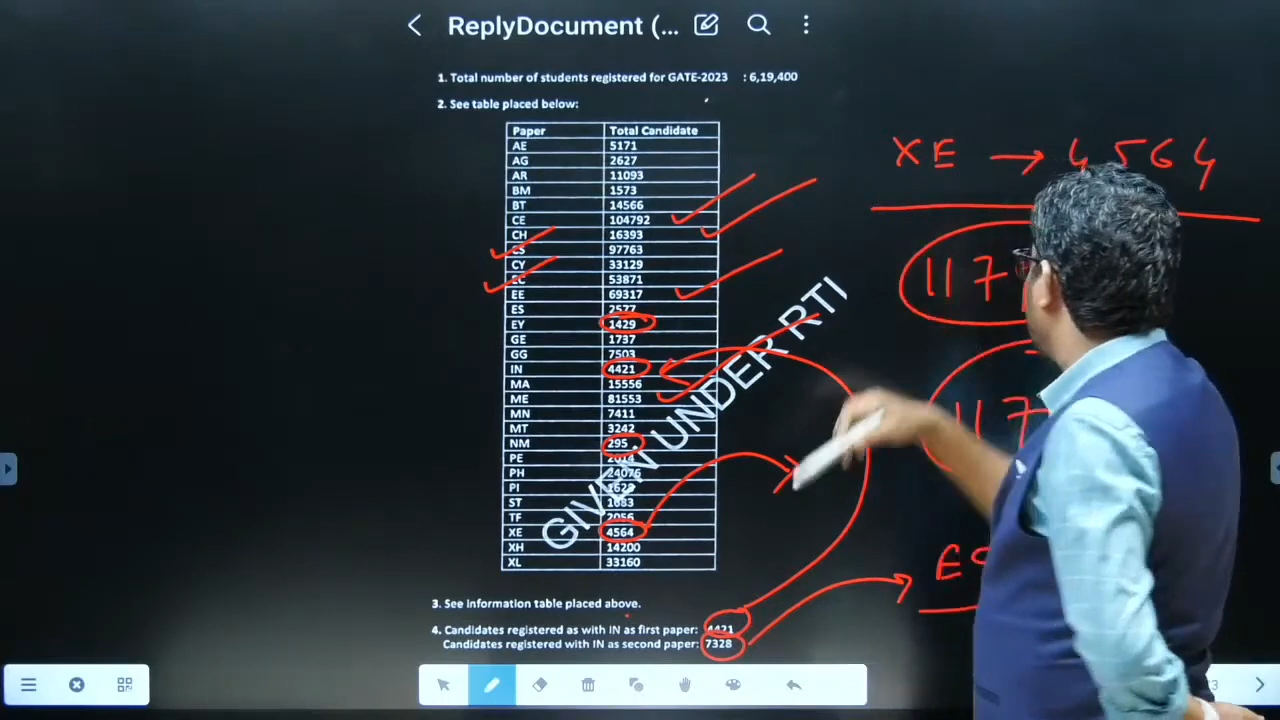 ReplyDocument (...
1. Total number of students registered for GATE-2023 : 6,19,400
2. See table placed below:
Paper Total Candidate
AE 5171
AG 2627
AR 11093
BM 1573
BT 14566
CE 104792
CH 16393
CS 97763
CY 33129
EC 53871
EE 69317
ES 2577
EY 1429
GE 1737
GG 7503
IN 4421
MA 15556
ME 81553
MN 7411
MT 3242
NM 295
PE 2014
PH 24076
PI
ST 1683
TF 2056
XE 4564
XH 14200
XL 33160
GIVEN UNDER RTI
3. See information table placed above.
4. Candidates registered as with IN as first paper: 4421
Candidates registered with IN as second paper: 7328
XE → 4564
117
117